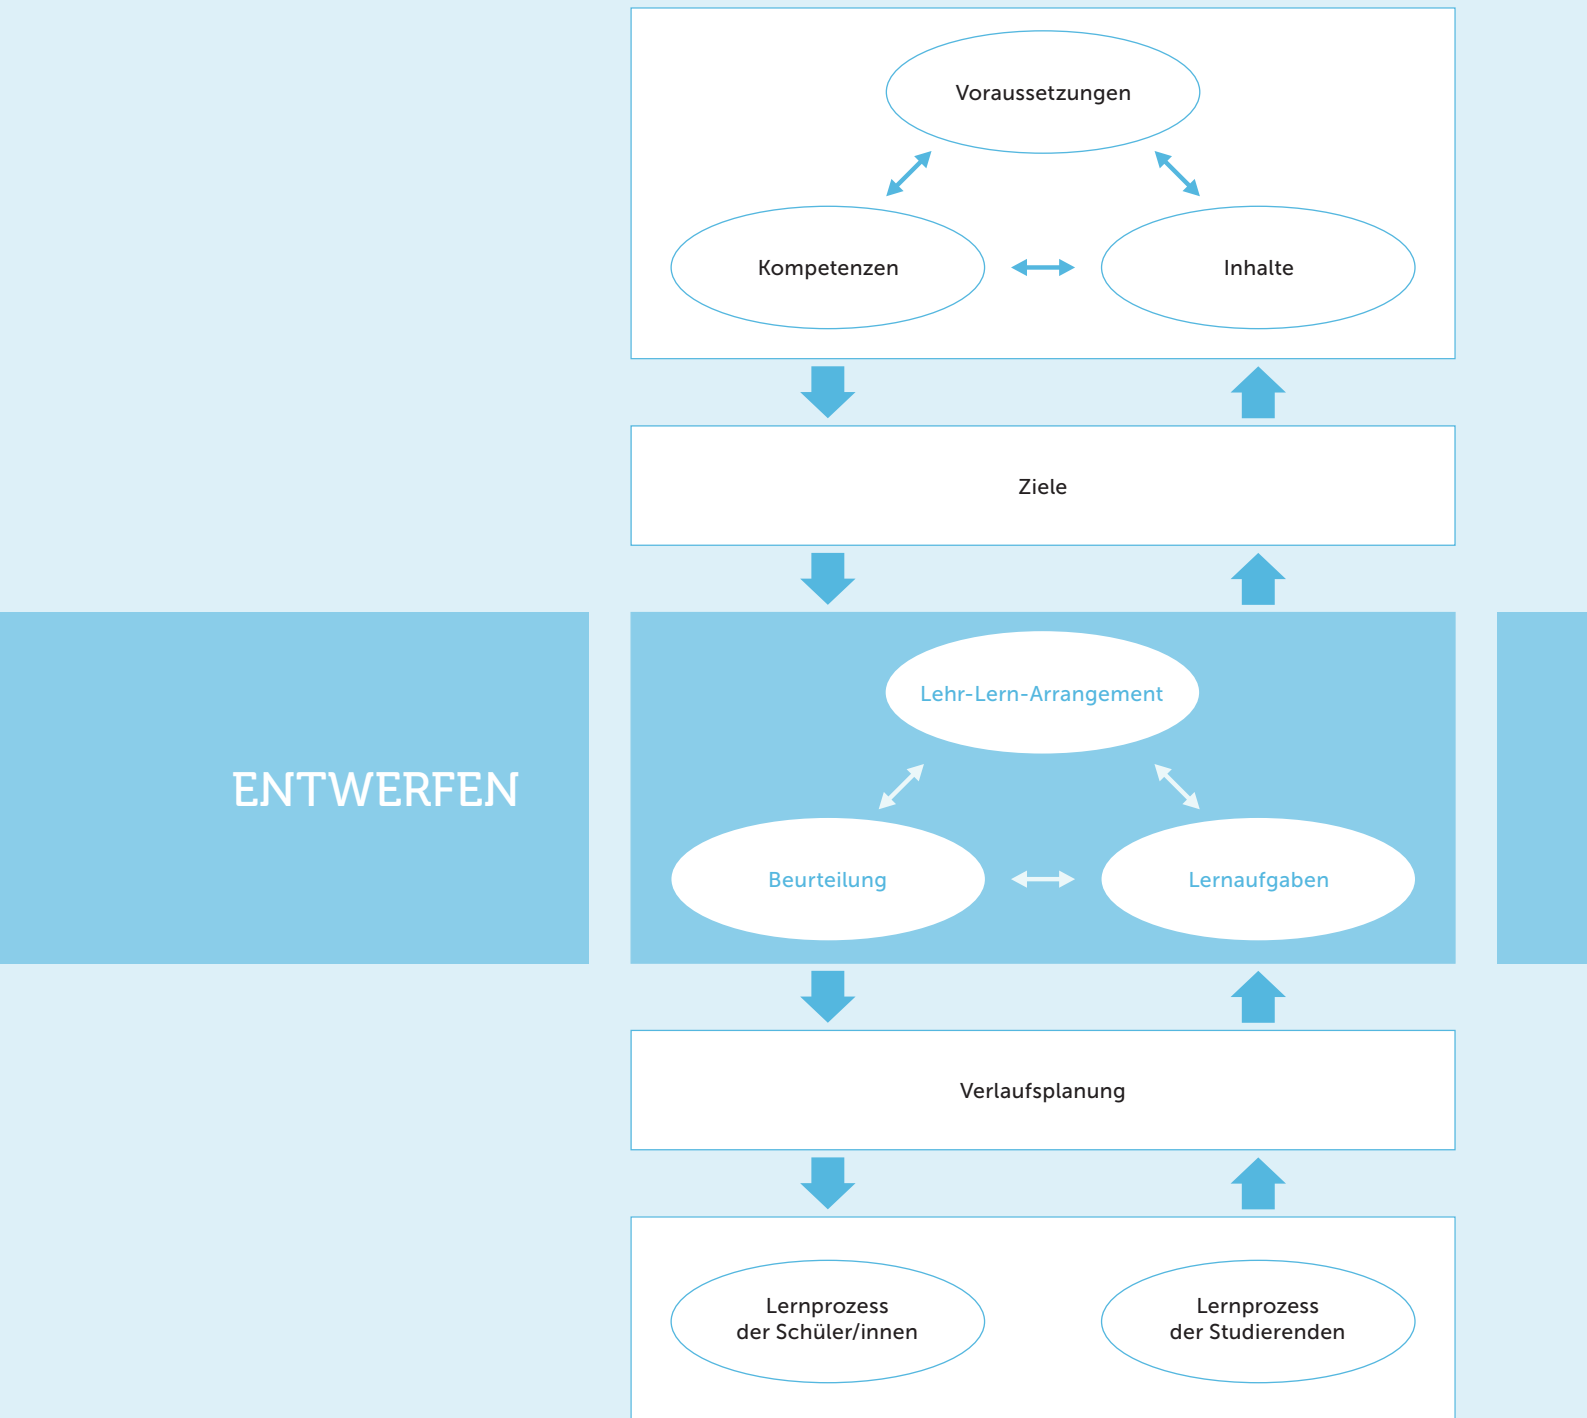 Voraussetzungen
Kompetenzen
Inhalte
Ziele
Lehr-Lern-Arrangement
ENTWERFEN
Beurteilung
Lernaufgaben
Verlaufsplanung
Lernprozess
der Schüler/innen
Lernprozess
der Studierenden